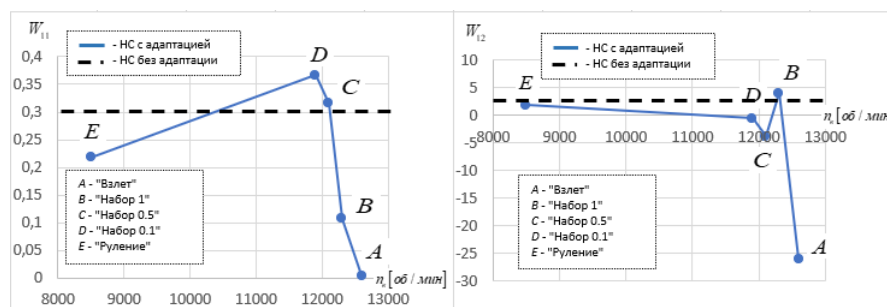 W₁₁
- НС с адаптацией
- НС без адаптации
0,4
0,35
0,3
0,25
0,2
0,15
0,1
0,05
0
E
D
C
B
A
A - "Взлет"
B - "Набор 1"
C - "Набор 0.5"
D - "Набор 0.1"
E - "Руление"
nₑ[об / мин]
8000 9000 10000 11000 12000 13000
W₁₂
- НС с адаптацией
- НС без адаптации
10
5
0
-5
-10
-15
-20
-25
-30
E
D
B
C
A
nₑ[об / мин]
8000 9000 10000 11000 12000 13000
A - "Взлет"
B - "Набор 1"
C - "Набор 0.5"
D - "Набор 0.1"
E - "Руление"